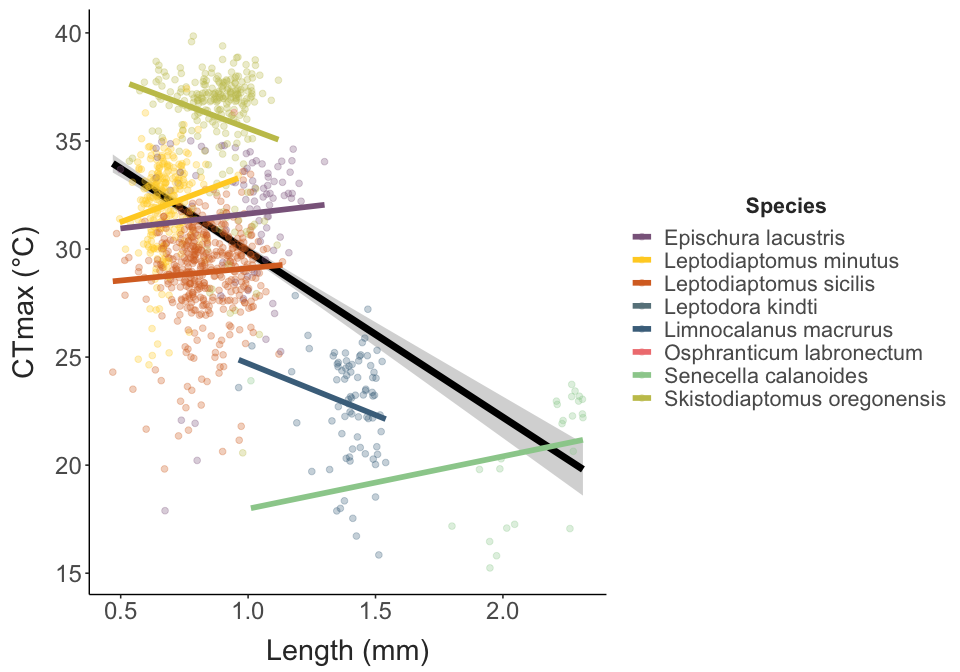 40
35
30
25
20
15
CTmax (°C)
0.5 1.0 1.5 2.0
Length (mm)
Species
Epischura lacustris
Leptodiaptomus minutus
Leptodiaptomus sicilis
Leptodora kindti
Limnocalanus macrurus
Osphranticum labronectum
Senecella calanoides
Skistodiaptomus oregonensis